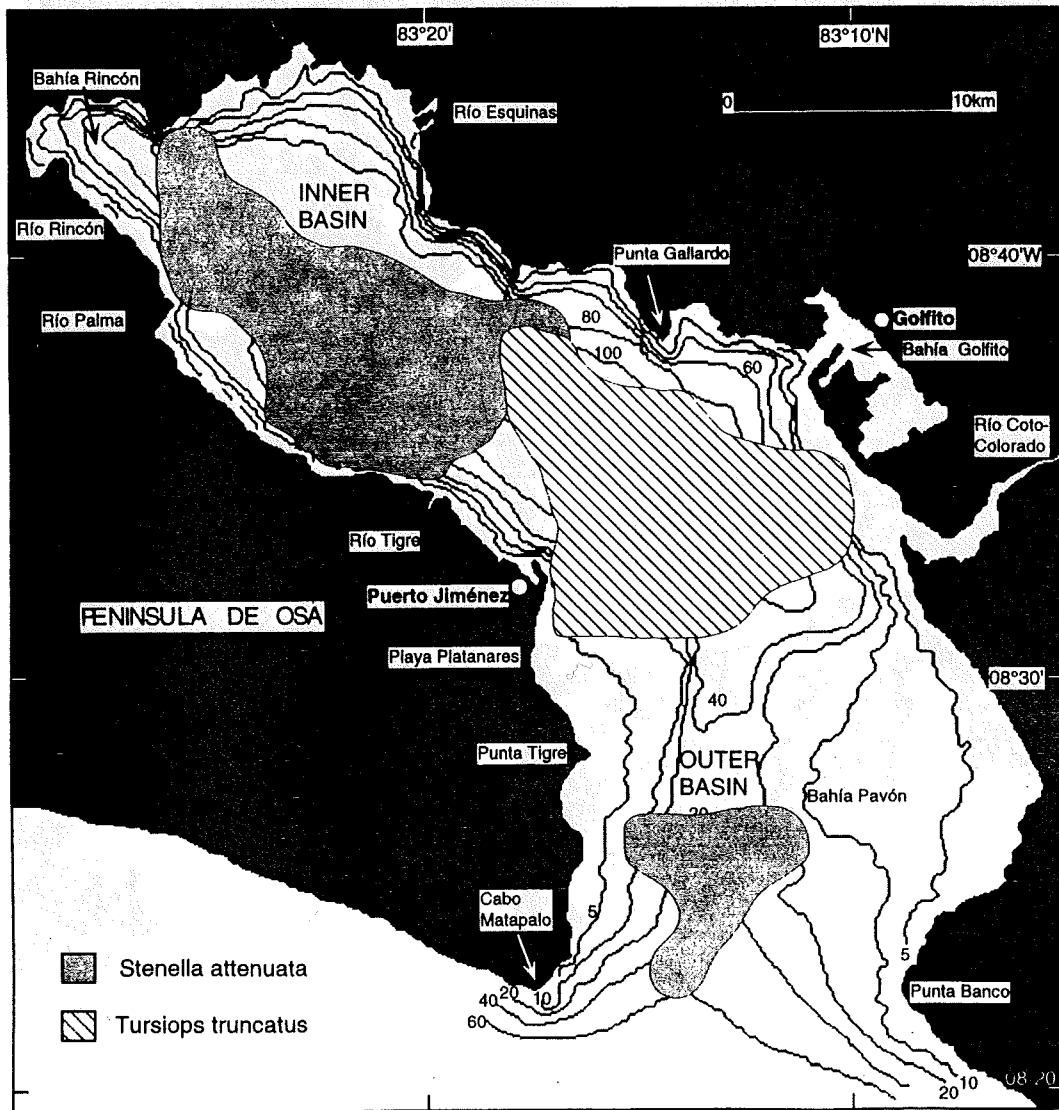 83°20'
83°10'N
Bahía Rincón
0
10km
Río Esquinas
INNER
BASIN
Río Rincón
Punta Gallardo
08°40'W
80
Golfito
Río Palma
100
60
Bahía Golfito
Río Coto-
Colorado
Río Tigre
Puerto Jiménez
PENINSULA DE OSA
Playa Platanares
08°30'
40
Punta Tigre
OUTER
BASIN
Bahía Pavón
20
Cabo
Matapalo
5
5
Stenella attenuata
20
10
40
Punta Banco
60
Tursiops truncatus
08 20
10
20